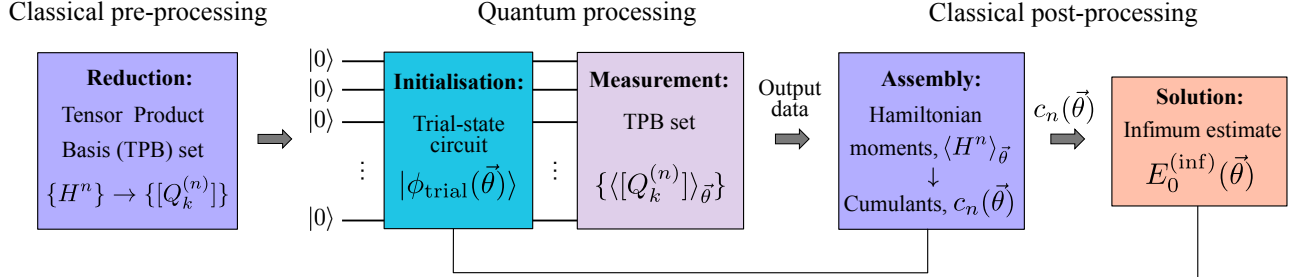 Classical pre-processing
Quantum processing
Classical post-processing
Reduction:
Tensor Product
Basis (TPB) set
{Hⁿ} → {[Q_k^{(n)}]}
|0⟩
|0⟩
|0⟩
⋮
|0⟩
Initialisation:
Trial-state
circuit
|ϕ_trial(θ⃗)⟩
⋮
Measurement:
TPB set
{⟨[Q_k^{(n)}]⟩_θ⃗}
Output
data
Assembly:
Hamiltonian
moments, ⟨Hⁿ⟩_θ⃗
↓
Cumulants, c_n(θ⃗)
c_n(θ⃗)
Solution:
Infimum estimate
E_0^{(inf)}(θ⃗)